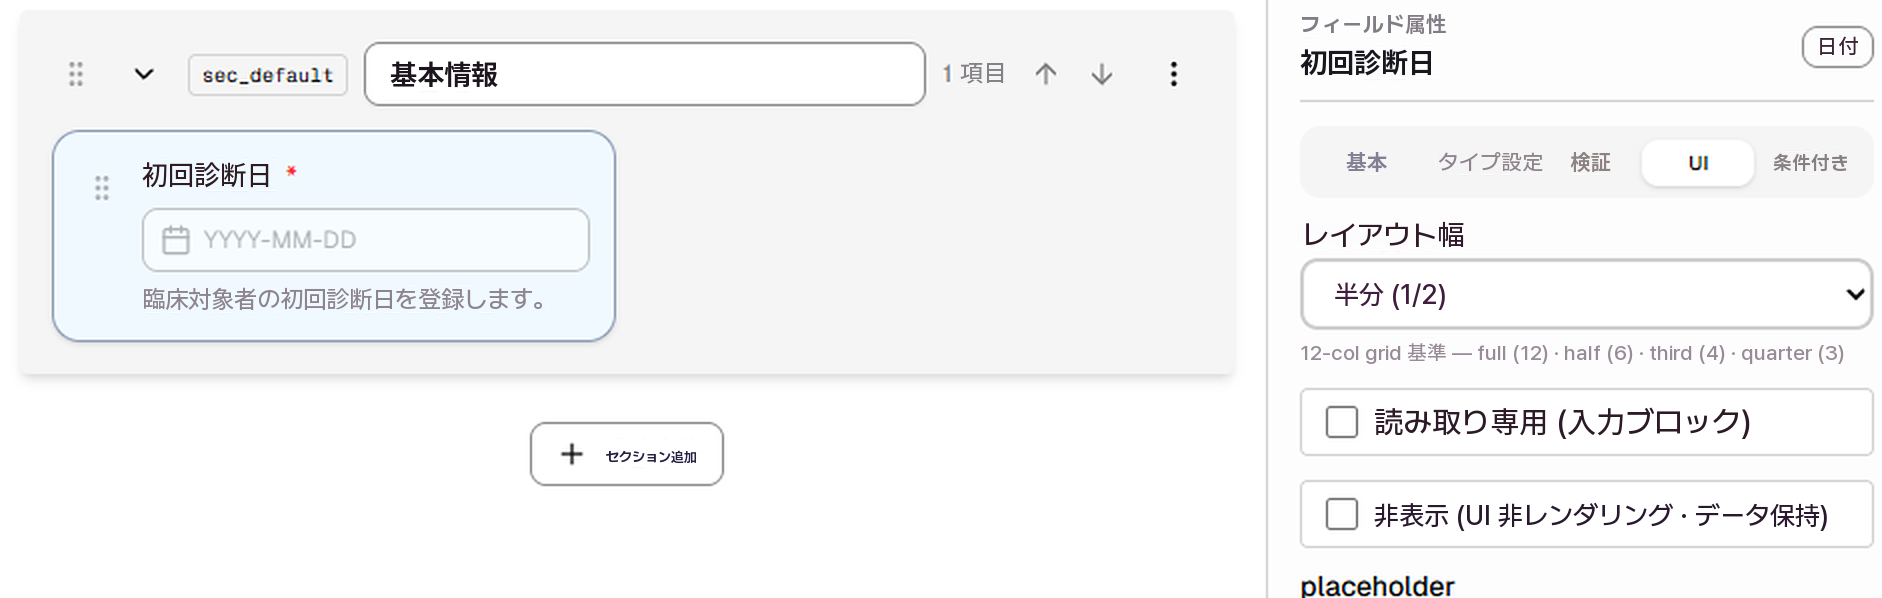 sec_default
基本情報
1 項目
初回診断日 *
YYYY-MM-DD
臨床対象者の初回診断日を登録します。
セクション追加
フィールド属性
初回診断日
日付
基本 タイプ設定 検証 UI 条件付き
レイアウト幅
半分 (1/2)
12-col grid 基準 — full (12) · half (6) · third (4) · quarter (3)
読み取り専用 (入力ブロック)
非表示 (UI 非レンダリング · データ保持)
placeholder